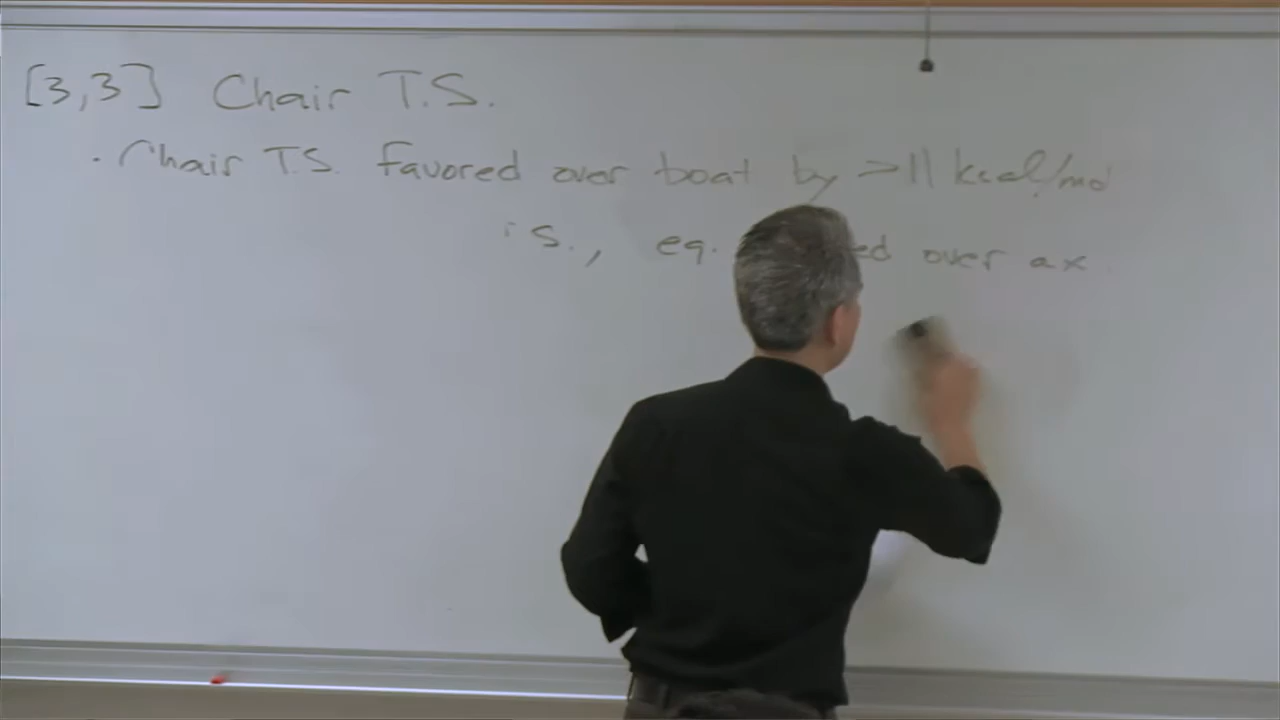 [3,3] Chair T.S.
. Chair T.S. favored over boat by >11 kcal/mol
eq. over ax